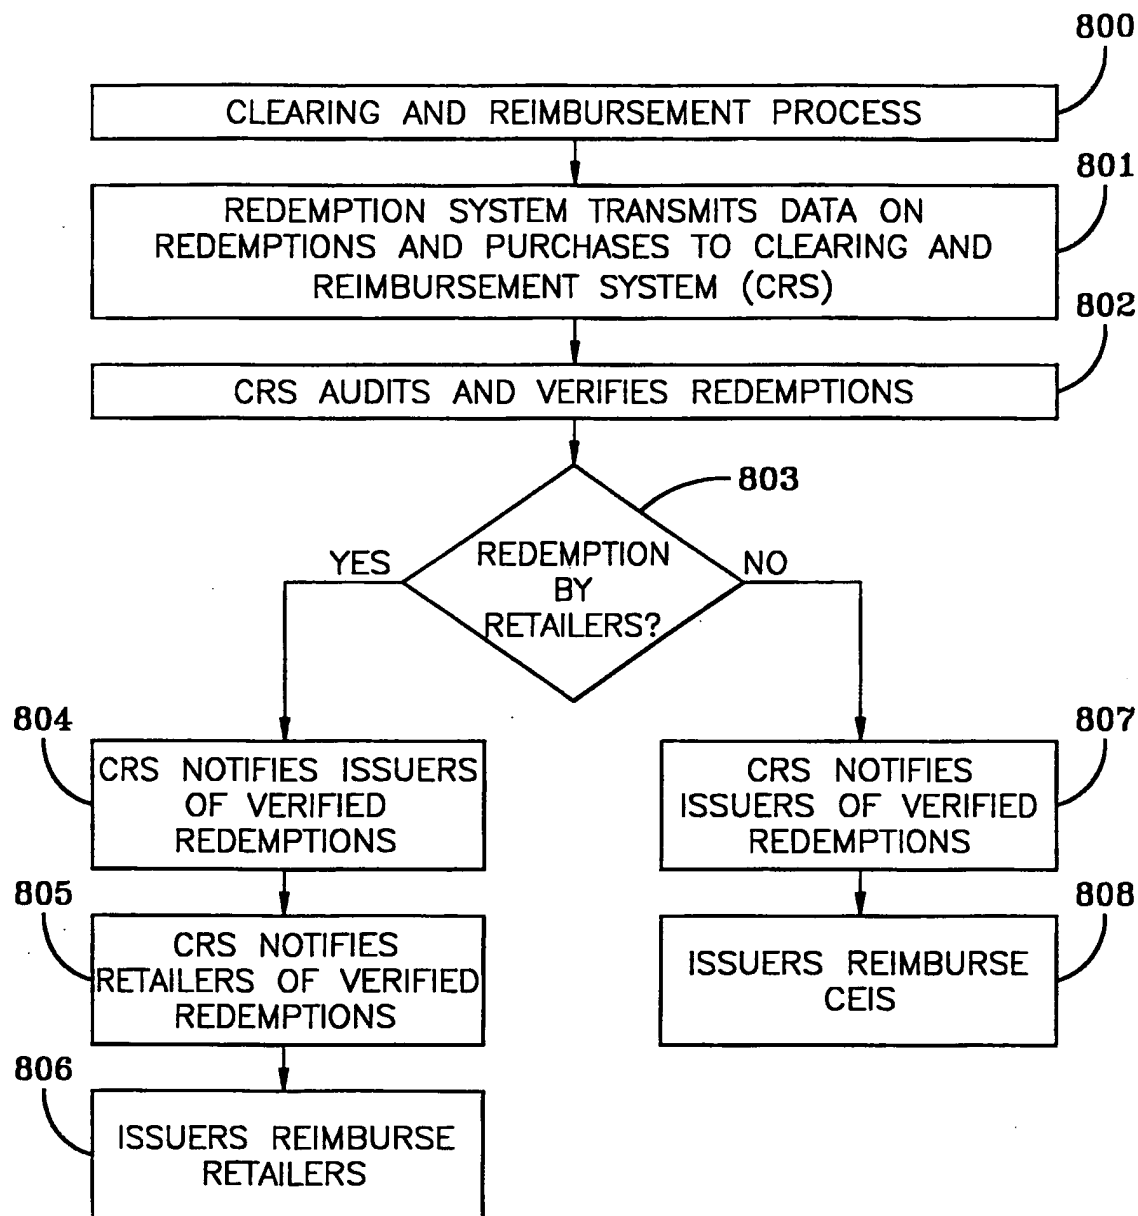 800
CLEARING AND REIMBURSEMENT PROCESS
801
REDEMPTION SYSTEM TRANSMITS DATA ON
REDEMPTIONS AND PURCHASES TO CLEARING AND
REIMBURSEMENT SYSTEM (CRS)
802
CRS AUDITS AND VERIFIES REDEMPTIONS
803
YES
REDEMPTION
BY
RETAILERS?
NO
804
CRS NOTIFIES ISSUERS
OF VERIFIED
REDEMPTIONS
807
CRS NOTIFIES
ISSUERS OF VERIFIED
REDEMPTIONS
805
CRS NOTIFIES
RETAILERS OF VERIFIED
REDEMPTIONS
808
ISSUERS REIMBURSE
CEIS
806
ISSUERS REIMBURSE
RETAILERS